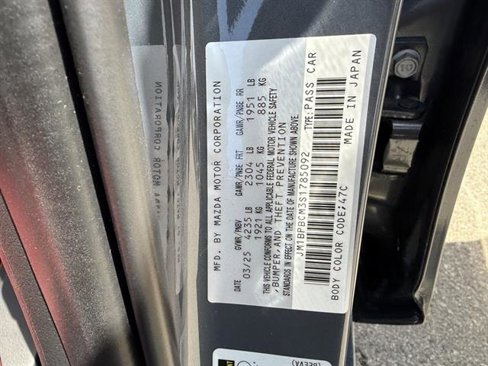 MFD. BY MAZDA MOTOR CORPORATION
DATE GVWR/PNBV GAWR/PNBE FRT GAWR/PNBE RR
03/25 4235 LB 2304 LB 1951 LB
1921 KG 1045 KG 885 KG
THIS VEHICLE CONFORMS TO ALL APPLICABLE FEDERAL MOTOR VEHICLE SAFETY
,BUMPER,AND THEFT PREVENTION
STANDARDS IN EFFECT ON THE DATE OF MANUFACTURE SHOWN ABOVE.
JM1BPBCM3S1785092 TYPE:PASS CAR
BODY COLOR CODE:47C MADE IN JAPAN